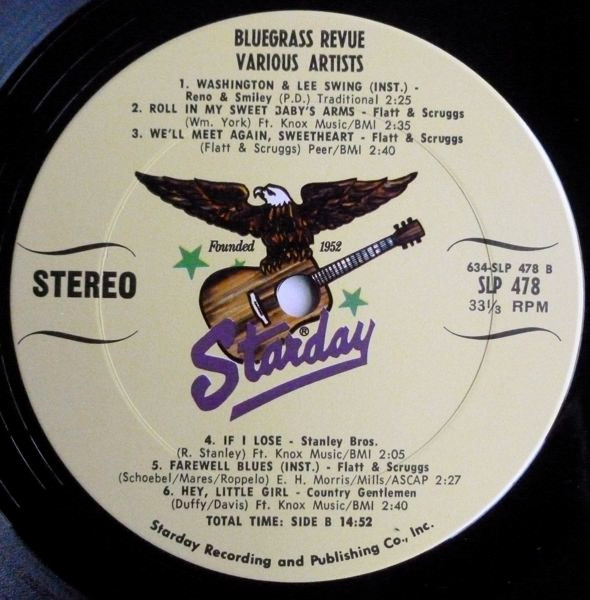 BLUEGRASS REVUE
VARIOUS ARTISTS
1. WASHINGTON & LEE SWING (INST.) -
Reno & Smiley (P.D.) Traditional 2:25
2. ROLL IN MY SWEET BABY'S ARMS - Flatt & Scruggs
(Wm. York) Ft. Knox Music/BMI 2:35
3. WE'LL MEET AGAIN, SWEETHEART - Flatt & Scruggs
(Flatt & Scruggs) Peer/BMI 2:40
Founded 1952
STEREO
634-SLP 478 B
SLP 478
33 1/3 RPM
Starday®
4. IF I LOSE - Stanley Bros.
(R. Stanley) Ft. Knox Music/BMI 2:05
5. FAREWELL BLUES (INST.) - Flatt & Scruggs
(Schoebel/Mares/Roppelo) E. H. Morris/Mills/ASCAP 2:27
6. HEY, LITTLE GIRL - Country Gentlemen
(Duffy/Davis) Ft. Knox Music/BMI 2:40
TOTAL TIME: SIDE B 14:52
Starday Recording and Publishing Co., Inc.